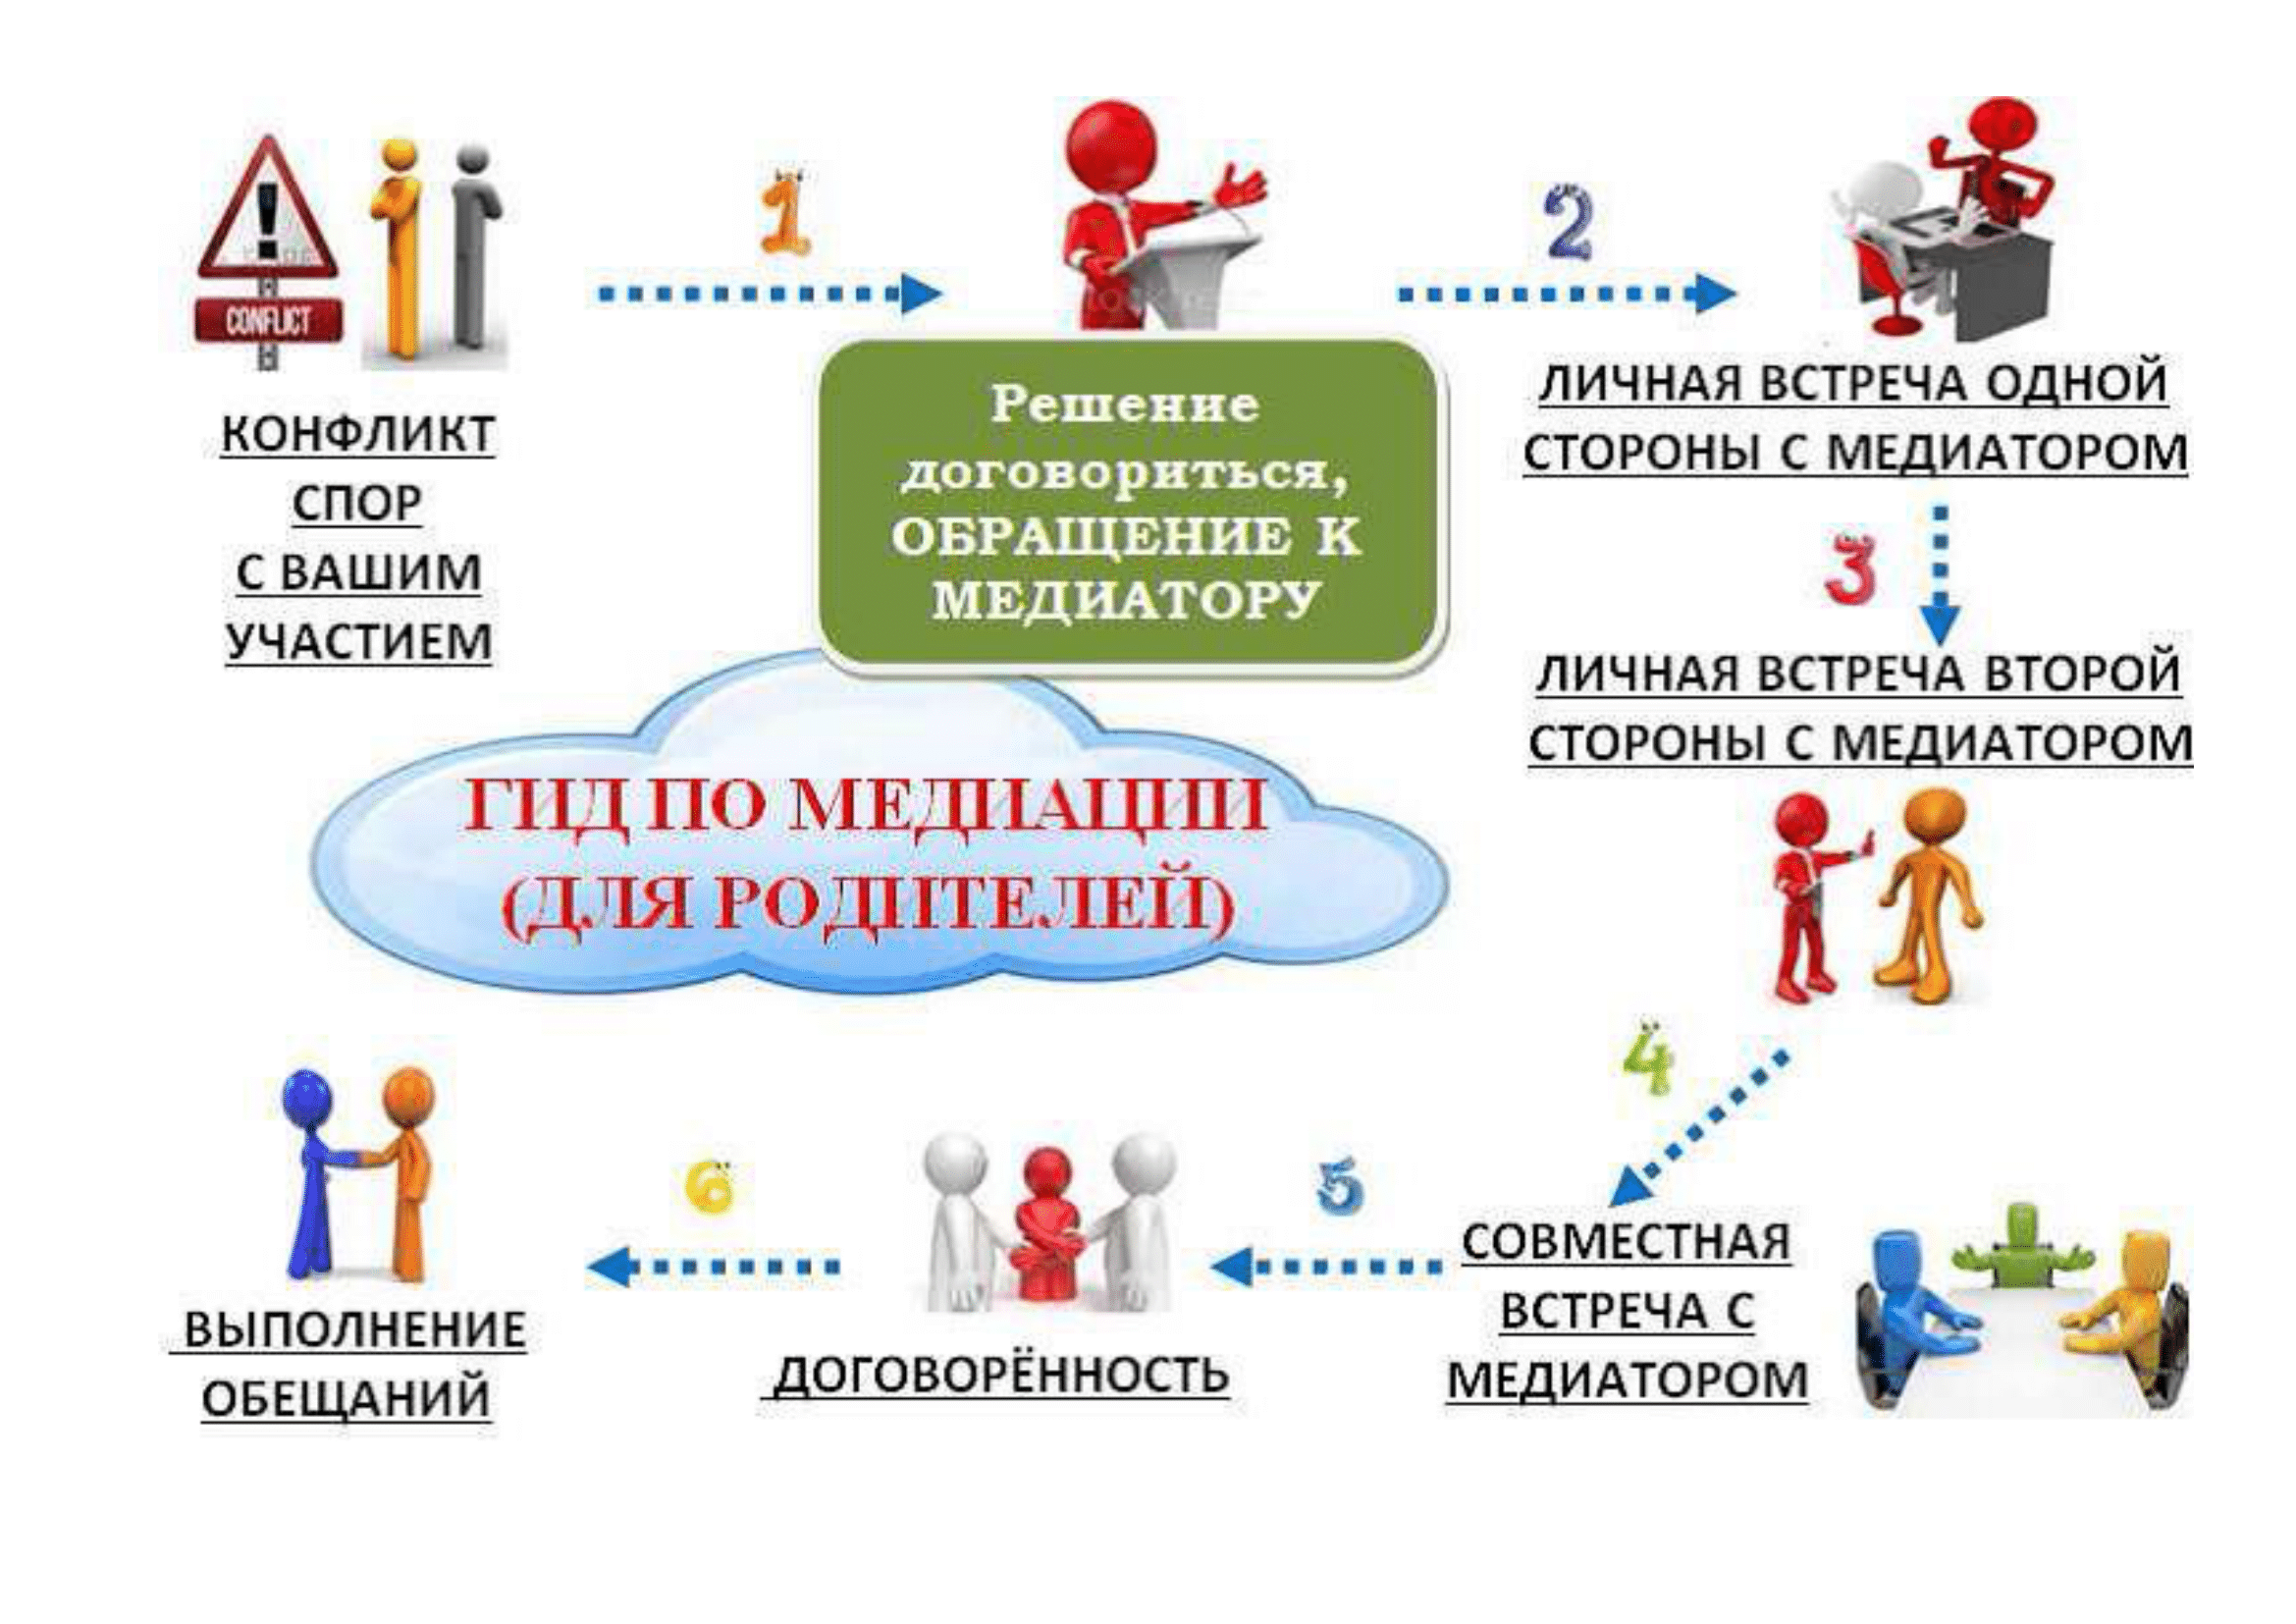 CONFLICT
КОНФЛИКТ
СПОР
С ВАШИМ
УЧАСТИЕМ
1
Решение
договориться,
ОБРАЩЕНИЕ К
МЕДИАТОРУ
2
ЛИЧНАЯ ВСТРЕЧА ОДНОЙ
СТОРОНЫ С МЕДИАТОРОМ
3
ЛИЧНАЯ ВСТРЕЧА ВТОРОЙ
СТОРОНЫ С МЕДИАТОРОМ
ГИД ПО МЕДИАЦИИ
(ДЛЯ РОДИТЕЛЕЙ)
4
СОВМЕСТНАЯ
ВСТРЕЧА С
МЕДИАТОРОМ
5
ДОГОВОРЁННОСТЬ
6
ВЫПОЛНЕНИЕ
ОБЕЩАНИЙ